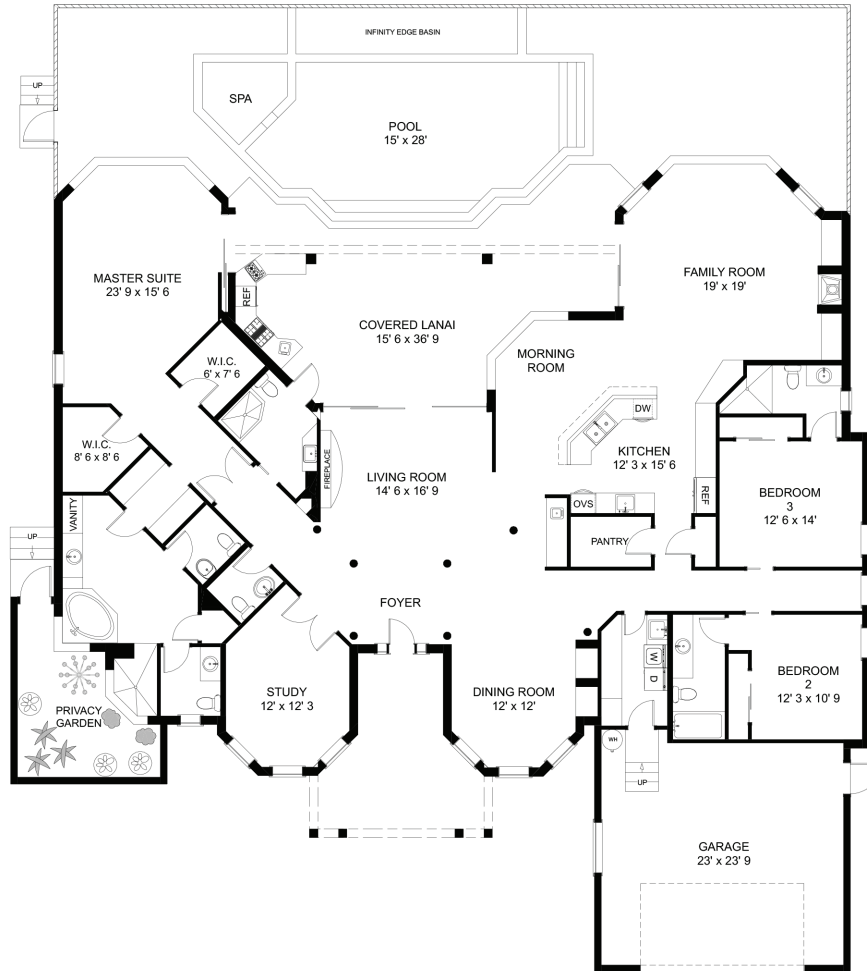 INFINITY EDGE BASIN
UP
SPA
POOL
15' x 28'
MASTER SUITE
23' 9 x 15' 6
REF
FAMILY ROOM
19' x 19'
COVERED LANAI
15' 6 x 36' 9
W.I.C.
6' x 7' 6
MORNING
ROOM
DW
W.I.C.
8' 6 x 8' 6
FIREPLACE
LIVING ROOM
14' 6 x 16' 9
KITCHEN
12' 3 x 15' 6
REF
BEDROOM
3
12' 6 x 14'
VANITY
OVS
UP
PANTRY
FOYER
W
D
STUDY
12' x 12' 3
DINING ROOM
12' x 12'
BEDROOM
2
12' 3 x 10' 9
PRIVACY
GARDEN
WH
UP
GARAGE
23' x 23' 9